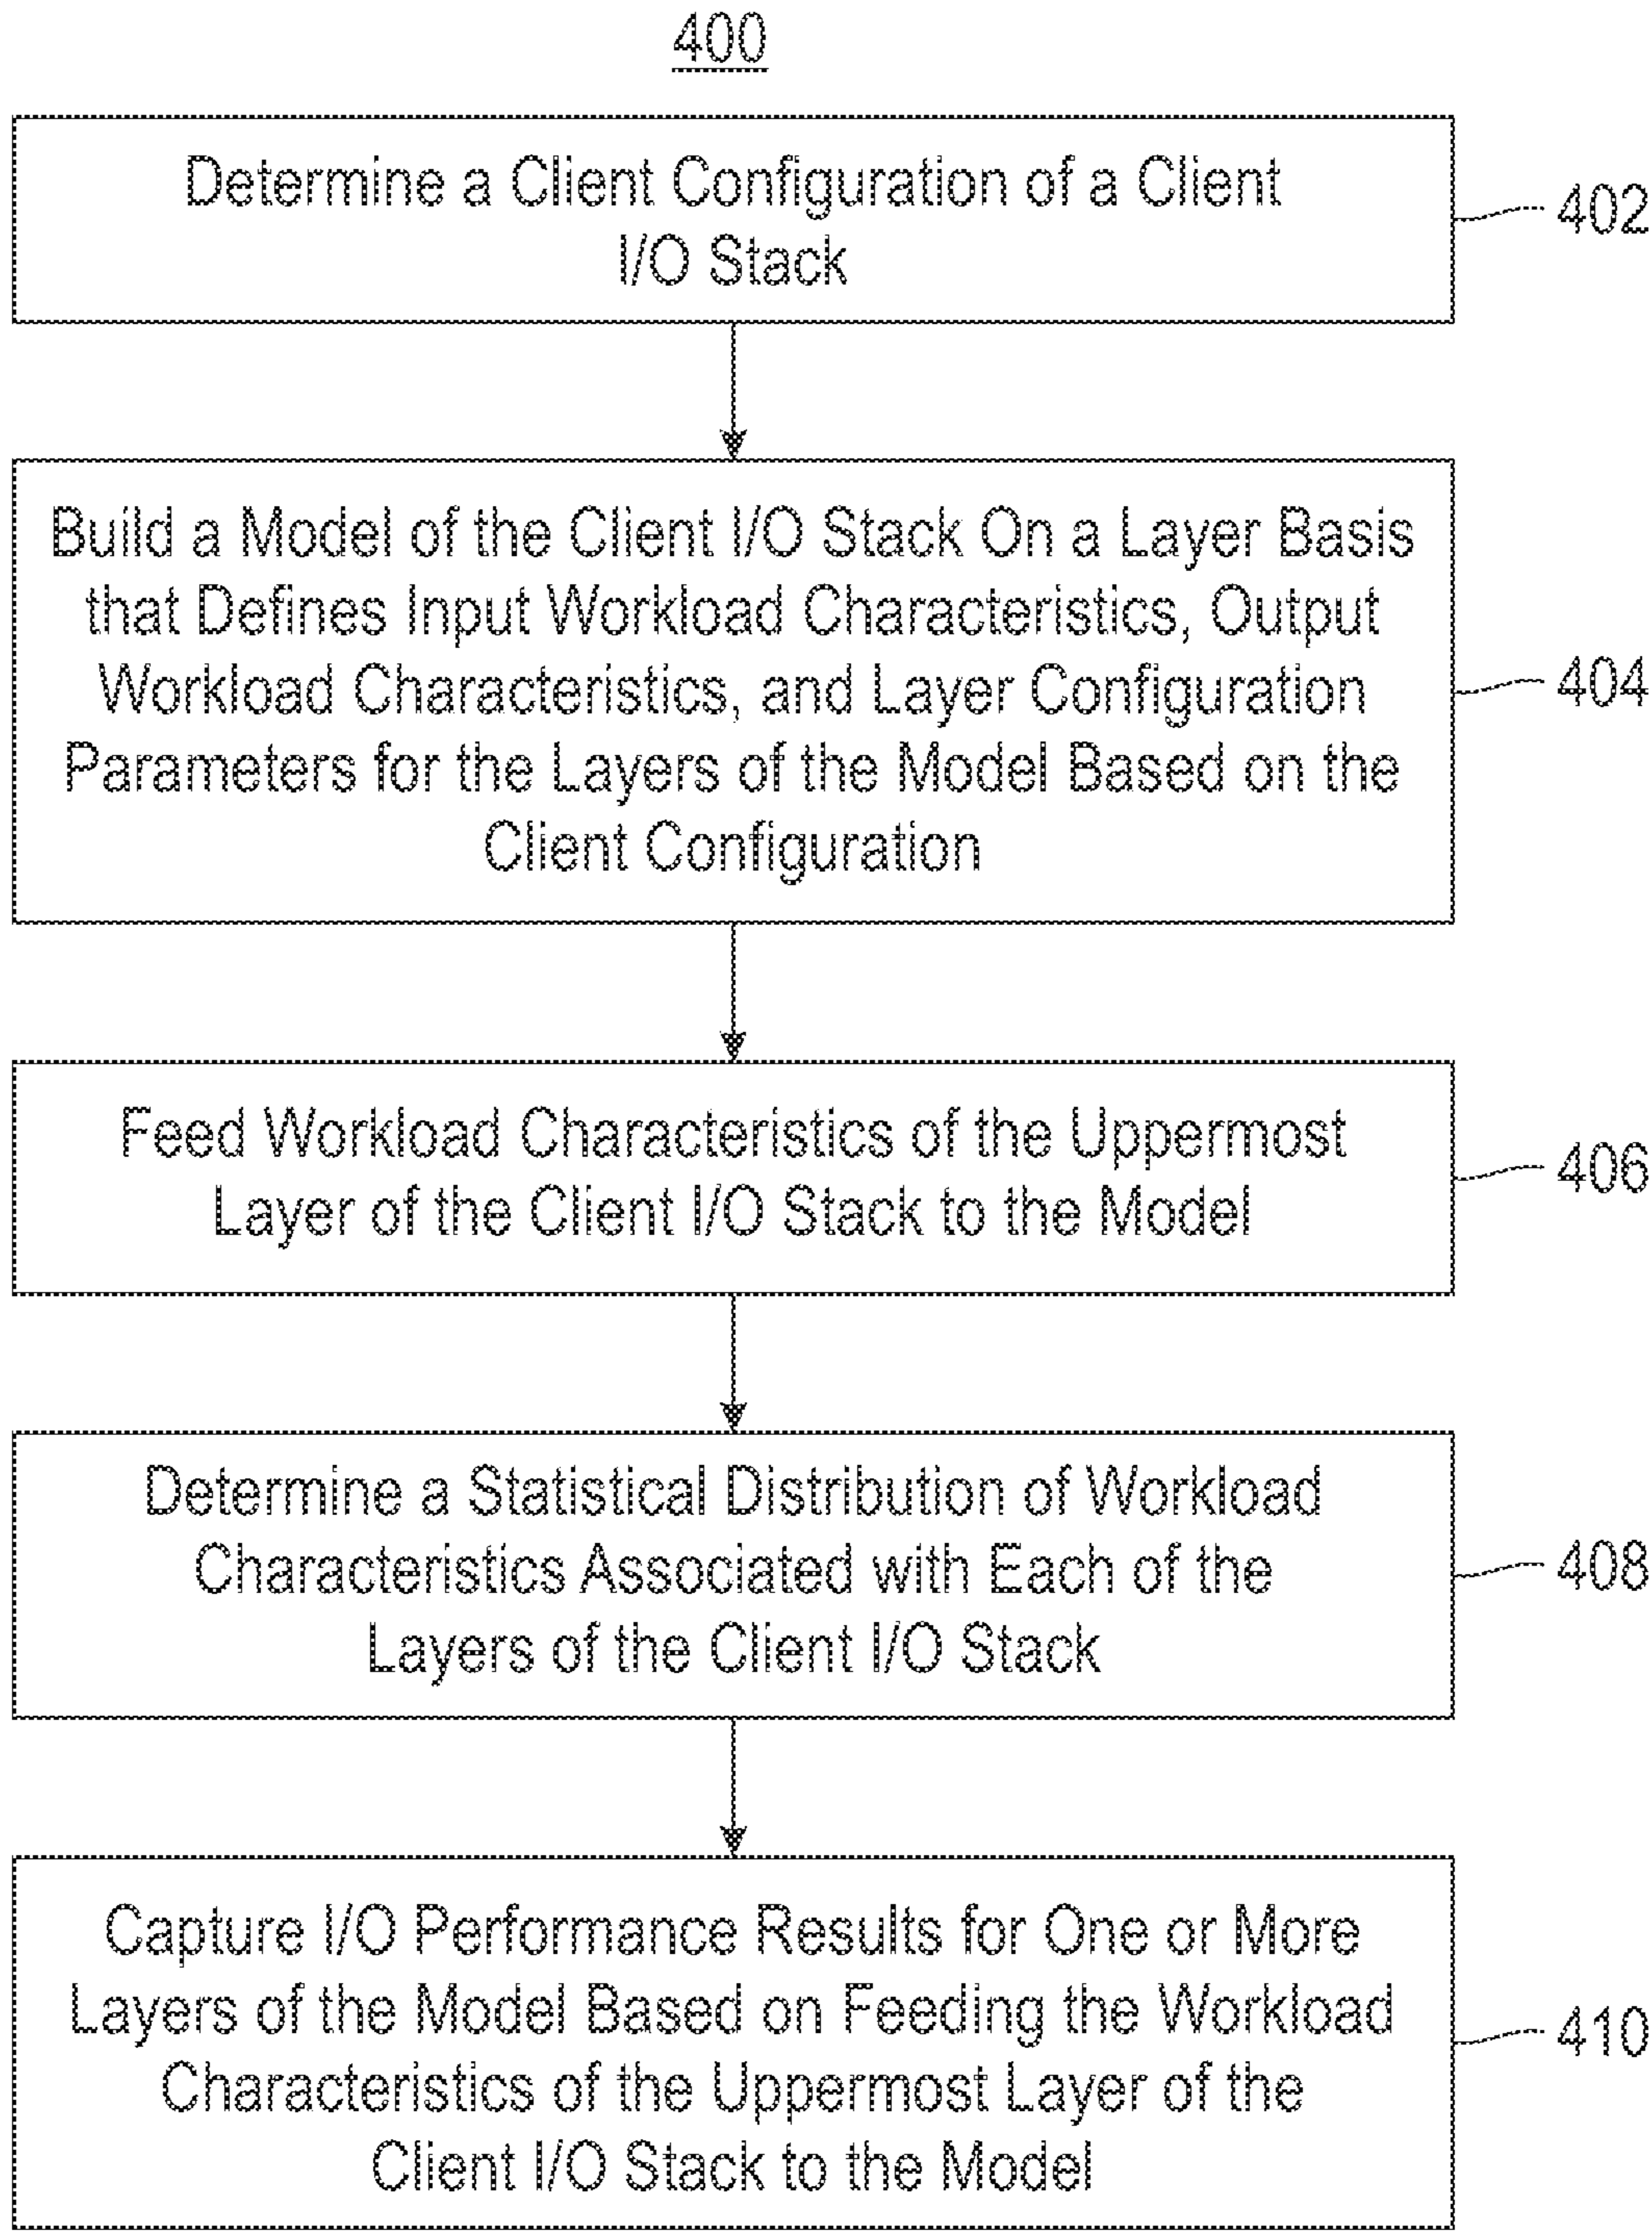 400
Determine a Client Configuration of a Client
I/O Stack
402
Build a Model of the Client I/O Stack On a Layer Basis
that Defines Input Workload Characteristics, Output
Workload Characteristics, and Layer Configuration
Parameters for the Layers of the Model Based on the
Client Configuration
404
Feed Workload Characteristics of the Uppermost
Layer of the Client I/O Stack to the Model
406
Determine a Statistical Distribution of Workload
Characteristics Associated with Each of the
Layers of the Client I/O Stack
408
Capture I/O Performance Results for One or More
Layers of the Model Based on Feeding the Workload
Characteristics of the Uppermost Layer of the
Client I/O Stack to the Model
410